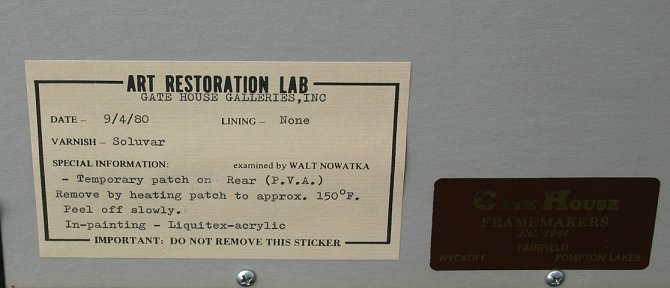 ART RESTORATION LAB
GATE HOUSE GALLERIES,INC
DATE – 9/4/80 LINING – None
VARNISH – Soluvar
SPECIAL INFORMATION: examined by WALT NOWATKA
- Temporary patch on Rear (P.V.A.)
Remove by heating patch to approx. 150°F.
Peel off slowly.
In-painting - Liquitex-acrylic
IMPORTANT: DO NOT REMOVE THIS STICKER
GATE HOUSE
FRAMEMAKERS
Est. 1963
FAIRFIELD
WYCKOFF POMPTON LAKES